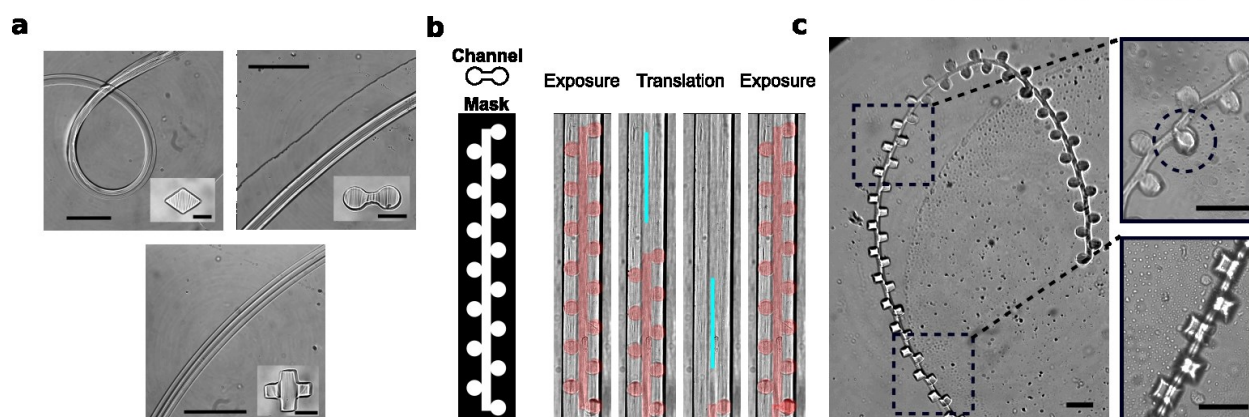 a
b
c
Channel
Mask
Exposure
Translation
Exposure